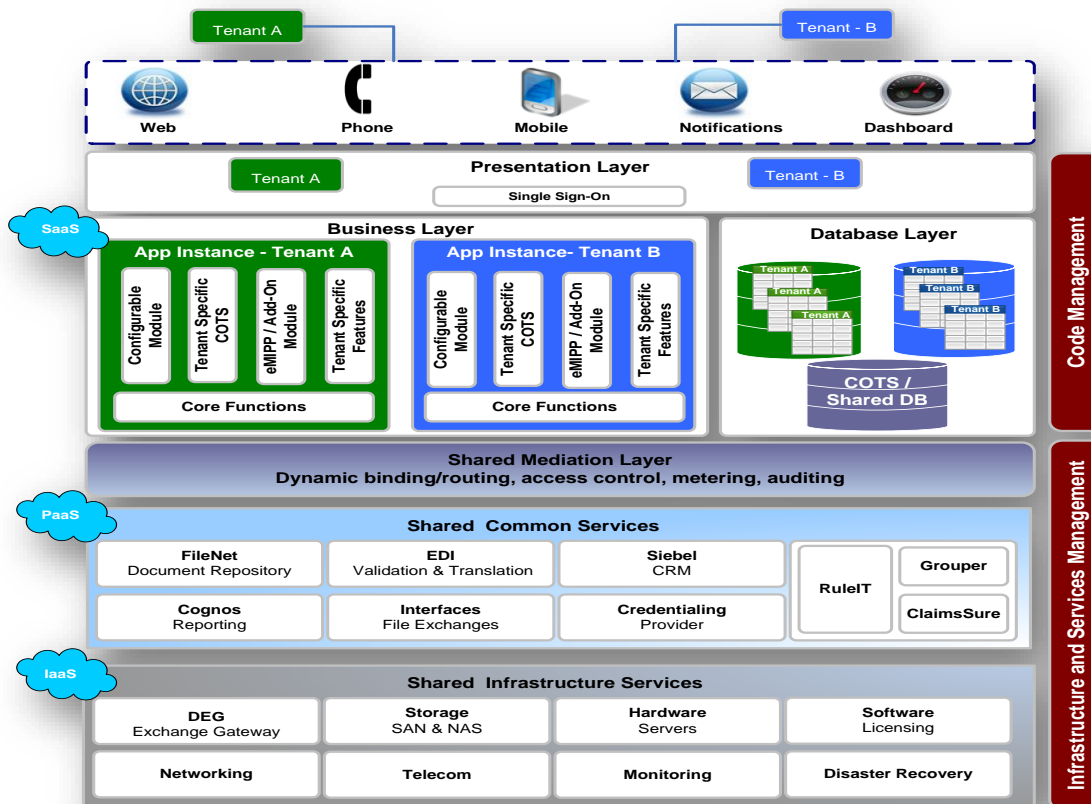 Tenant A
Tenant - B
Web
Phone
Mobile
Notifications
Dashboard
Presentation Layer
Tenant A
Tenant - B
Single Sign-On
SaaS
Business Layer
App Instance - Tenant A
Configurable
Module
Tenant Specific
COTS
eMIPP / Add-On
Module
Tenant Specific
Features
Core Functions
App Instance- Tenant B
Configurable
Module
Tenant Specific
COTS
eMIPP / Add-On
Module
Tenant Specific
Features
Core Functions
Database Layer
Tenant A
Tenant A
Tenant A
Tenant B
Tenant B
Tenant B
COTS /
Shared DB
Code Management
Shared Mediation Layer
Dynamic binding/routing, access control, metering, auditing
PaaS
Shared Common Services
FileNet
Document Repository
EDI
Validation & Translation
Siebel
CRM
Cognos
Reporting
Interfaces
File Exchanges
Credentialing
Provider
RuleIT
Grouper
ClaimsSure
IaaS
Shared Infrastructure Services
DEG
Exchange Gateway
Storage
SAN & NAS
Hardware
Servers
Software
Licensing
Networking
Telecom
Monitoring
Disaster Recovery
Infrastructure and Services Management